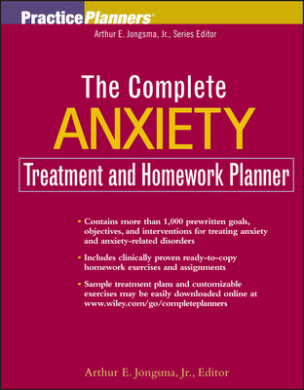 PracticePlanners®
Arthur E. Jongsma, Jr., Series Editor
The Complete
ANXIETY
Treatment and Homework Planner
• Contains more than 1,000 prewritten goals,
objectives, and interventions for treating anxiety
and anxiety-related disorders
• Includes clinically proven ready-to-copy
homework exercises and assignments
• Sample treatment plans and customizable
exercises may be easily downloaded online at
www.wiley.com/go/completeplanners
Arthur E. Jongsma, Jr., Editor